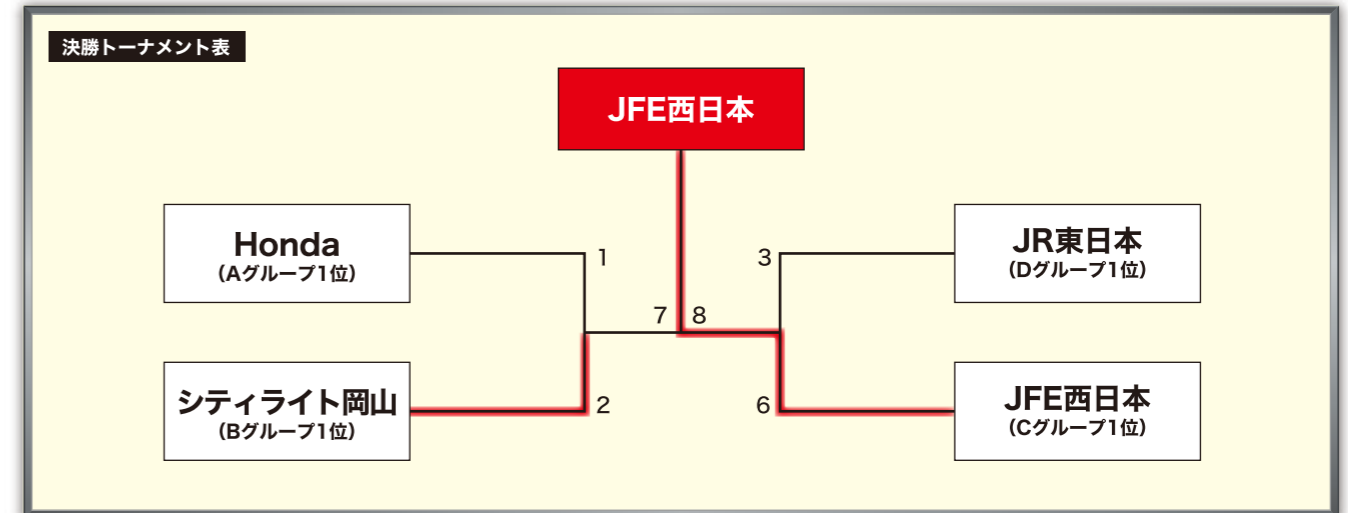 決勝トーナメント表
JFE西日本
Honda
(Aグループ1位)
1
3
JR東日本
(Dグループ1位)
7
8
シティライト岡山
(Bグループ1位)
2
6
JFE西日本
(Cグループ1位)